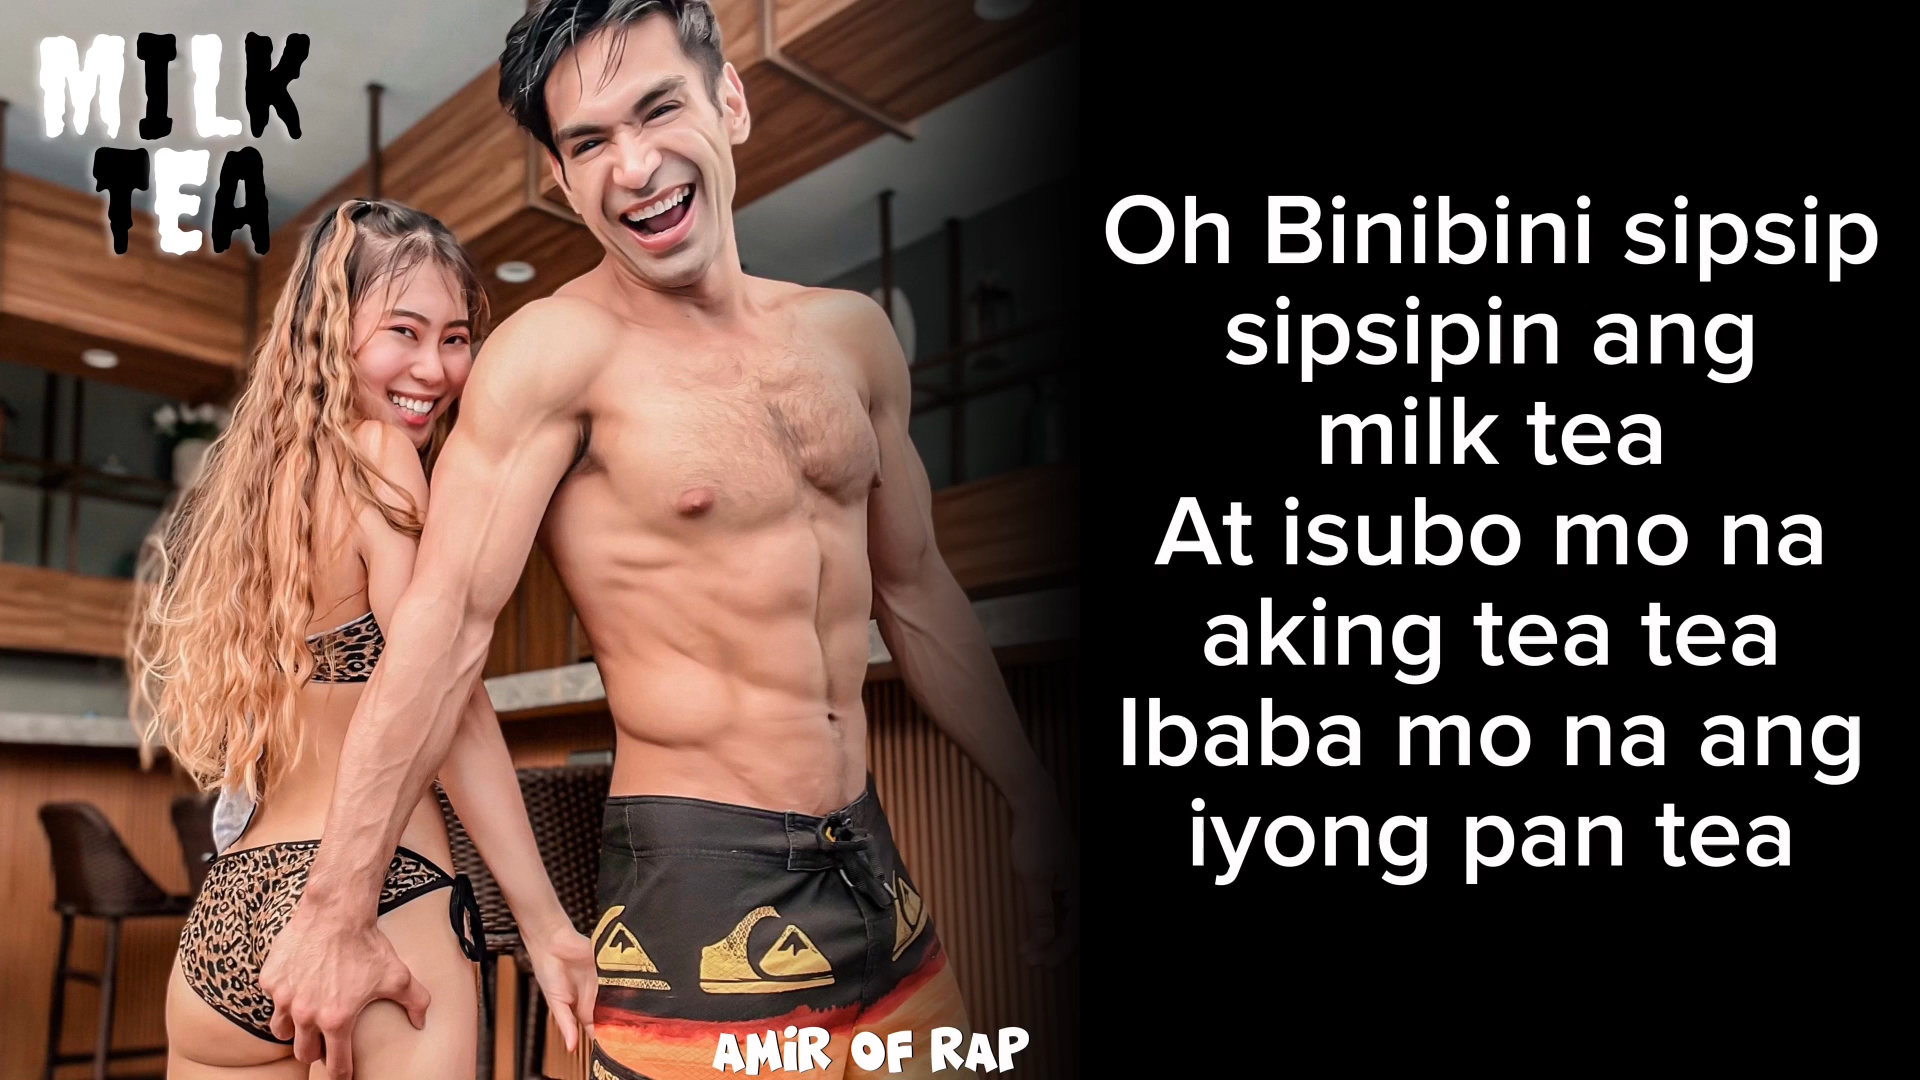 MILK
TEA
Oh Binibini sipsip
sipsipin ang
milk tea
At isubo mo na
aking tea tea
Ibaba mo na ang
iyong pan tea
AMiR OF RAP